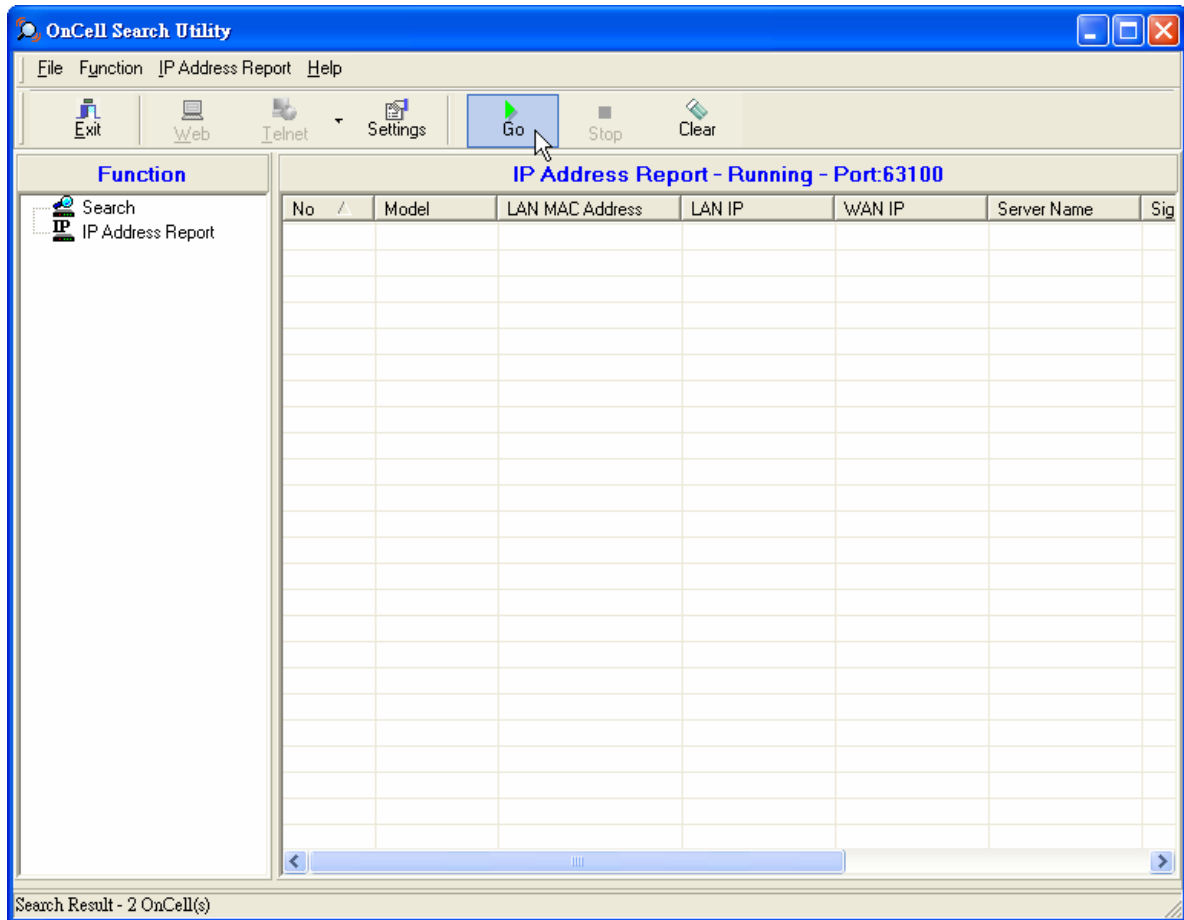 OnCell Search Utility
File Function IP Address Report Help
Exit Web Telnet Settings Go Stop Clear
Function
IP Address Report - Running - Port:63100
Search
IP Address Report
No Model LAN MAC Address LAN IP WAN IP Server Name Sig
Search Result - 2 OnCell(s)